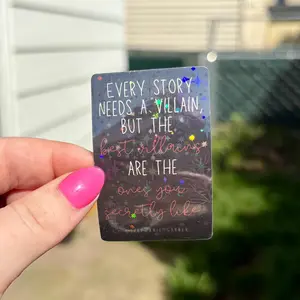 EVERY STORY
NEEDS A VILLAIN,
BUT THE
best villains
ARE THE
ones you
secretly like.